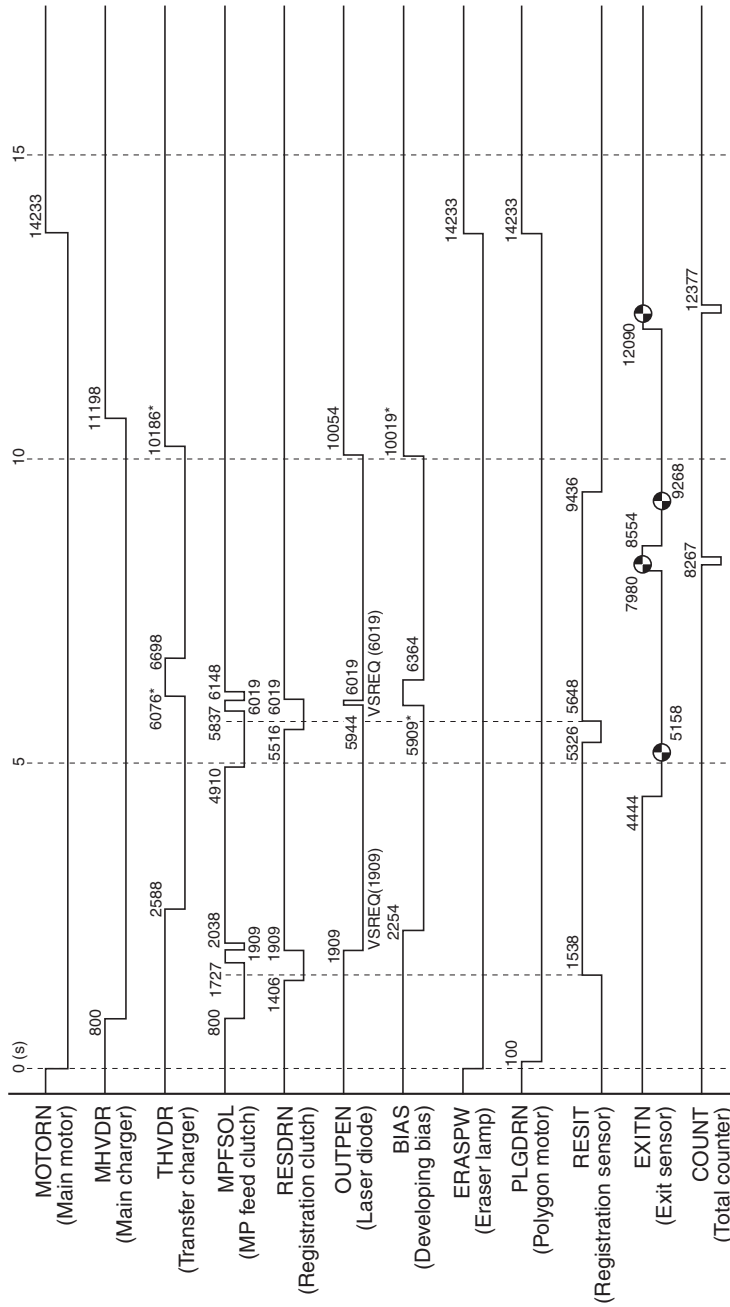 0 (s)
5
10
15
MOTORN
(Main motor)
14233
MHVDR
(Main charger)
800
11198
THVDR
(Transfer charger)
2588
6076*
6698
10186*
MPFSOL
(MP feed clutch)
800
1727
1909
2038
4910
5837
6019
6148
RESDRN
(Registration clutch)
1406
1909
5516
6019
OUTPEN
(Laser diode)
1909
VSREQ(1909)
5944
6019
VSREQ (6019)
10054
BIAS
(Developing bias)
2254
5909*
6364
10019*
ERASPW
(Eraser lamp)
14233
PLGDRN
(Polygon motor)
100
14233
RESIT
(Registration sensor)
1538
5326
5648
9436
EXITN
(Exit sensor)
4444
5158
7980
8554
9268
12090
COUNT
(Total counter)
8267
12377